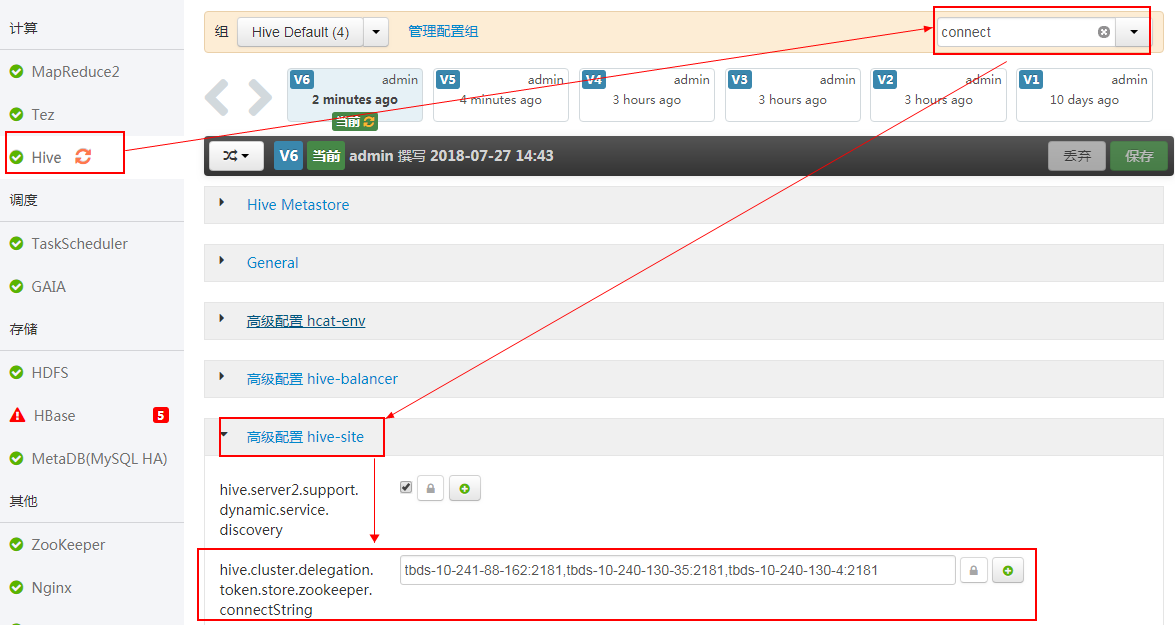 计算
MapReduce2
Tez
Hive
调度
TaskScheduler
GAIA
存储
HDFS
HBase 5
MetaDB(MySQL HA)
其他
ZooKeeper
Nginx
组 Hive Default (4) 管理配置组 connect
V6 admin
2 minutes ago
当前
V5 admin
4 minutes ago
V4 admin
3 hours ago
V3 admin
3 hours ago
V2 admin
3 hours ago
V1 admin
10 days ago
V6 当前 admin 撰写 2018-07-27 14:43 丢弃 保存
Hive Metastore
General
高级配置 hcat-env
高级配置 hive-balancer
高级配置 hive-site
hive.server2.support.
dynamic.service.
discovery
hive.cluster.delegation.
token.store.zookeeper.
connectString
tbds-10-241-88-162:2181,tbds-10-240-130-35:2181,tbds-10-240-130-4:2181